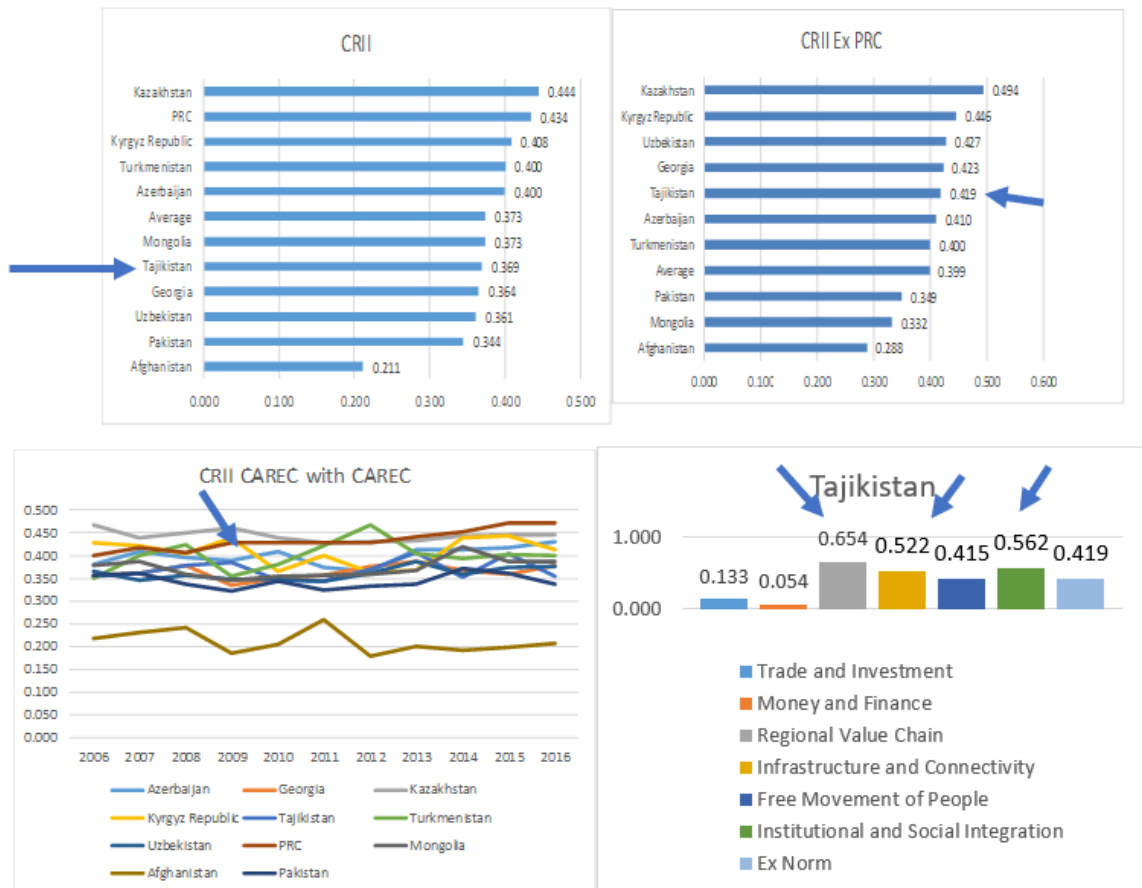 CRII
Kazakhstan 0.444
PRC 0.434
Kyrgyz Republic 0.408
Turkmenistan 0.400
Azerbaijan 0.400
Average 0.373
Mongolia 0.373
Tajikistan 0.369
Georgia 0.364
Uzbekistan 0.361
Pakistan 0.344
Afghanistan 0.211
0.000 0.100 0.200 0.300 0.400 0.500
CRII Ex PRC
Kazakhstan 0.494
Kyrgyz Republic 0.446
Uzbekistan 0.427
Georgia 0.423
Tajikistan 0.419
Azerbaijan 0.410
Turkmenistan 0.400
Average 0.399
Pakistan 0.349
Mongolia 0.332
Afghanistan 0.288
0.000 0.100 0.200 0.300 0.400 0.500 0.600
CRII CAREC with CAREC
0.500
0.450
0.400
0.350
0.300
0.250
0.200
0.150
0.100
0.050
0.000
2006 2007 2008 2009 2010 2011 2012 2013 2014 2015 2016
Azerbaijan Georgia Kazakhstan
Kyrgyz Republic Tajikistan Turkmenistan
Uzbekistan PRC Mongolia
Afghanistan Pakistan
Tajikistan
1.000
0.000
0.133 0.054 0.654 0.522 0.415 0.562 0.419
Trade and Investment
Money and Finance
Regional Value Chain
Infrastructure and Connectivity
Free Movement of People
Institutional and Social Integration
Ex Norm